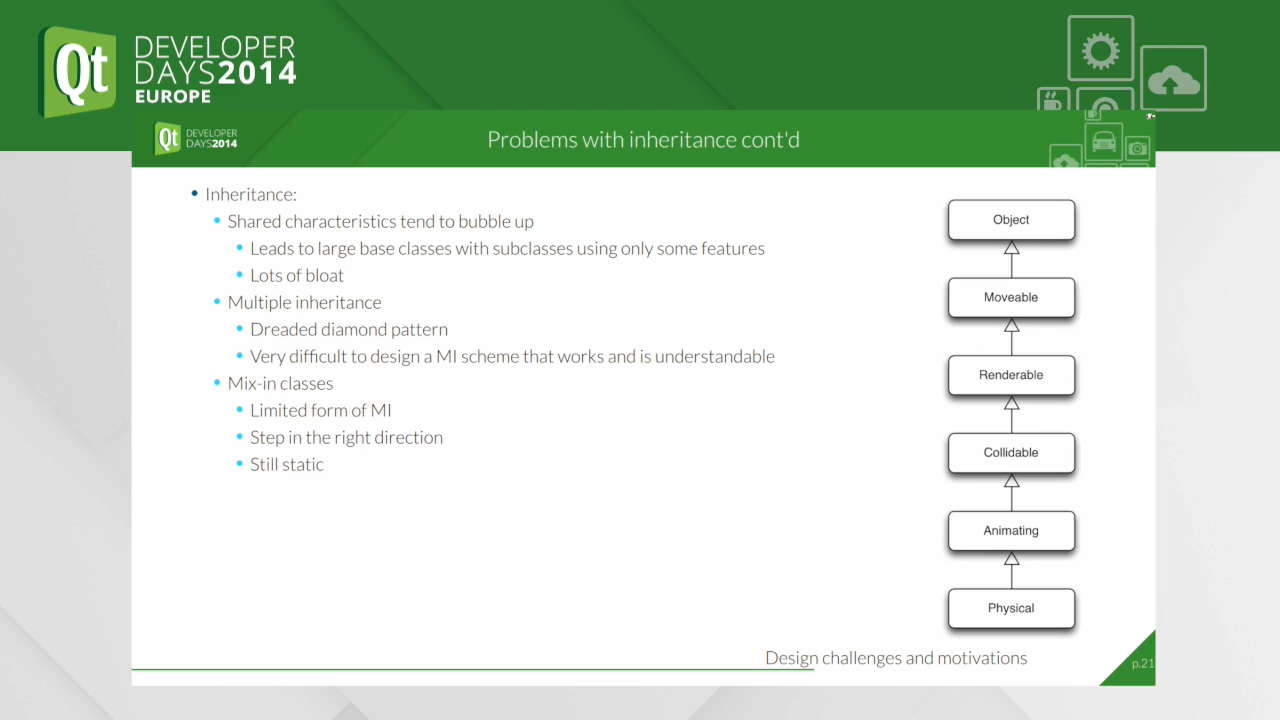 Qt
DEVELOPER
DAYS2014
EUROPE
Qt
DEVELOPER
DAYS2014
Problems with inheritance cont'd
Inheritance:
Shared characteristics tend to bubble up
Leads to large base classes with subclasses using only some features
Lots of bloat
Multiple inheritance
Dreaded diamond pattern
Very difficult to design a MI scheme that works and is understandable
Mix-in classes
Limited form of MI
Step in the right direction
Still static
Object
Moveable
Renderable
Collidable
Animating
Physical
Design challenges and motivations
p.21